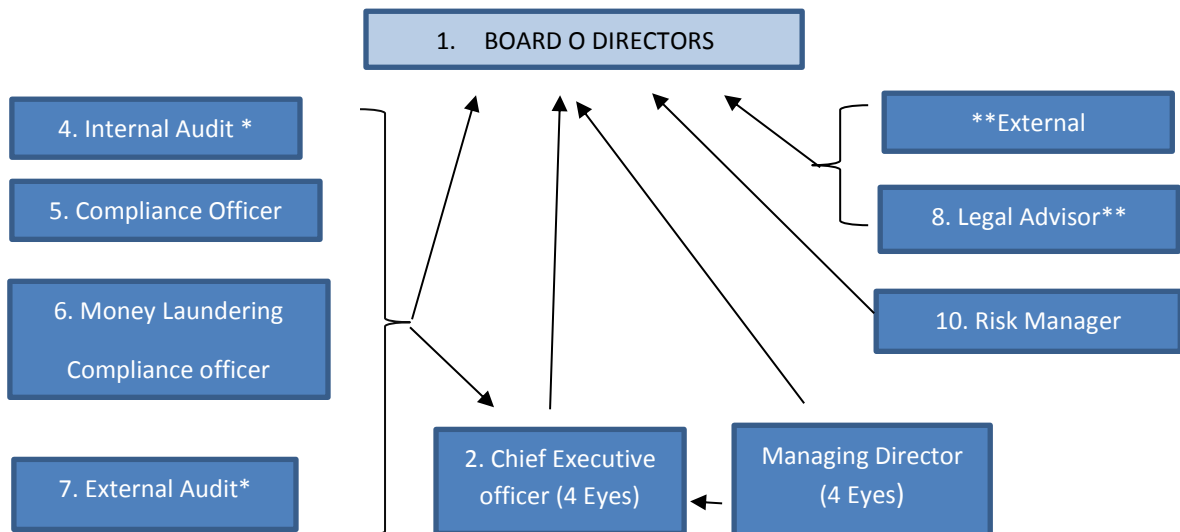 1. BOARD O DIRECTORS
4. Internal Audit *
**External
5. Compliance Officer
8. Legal Advisor**
6. Money Laundering
Compliance officer
10. Risk Manager
2. Chief Executive
officer (4 Eyes)
Managing Director
(4 Eyes)
7. External Audit*